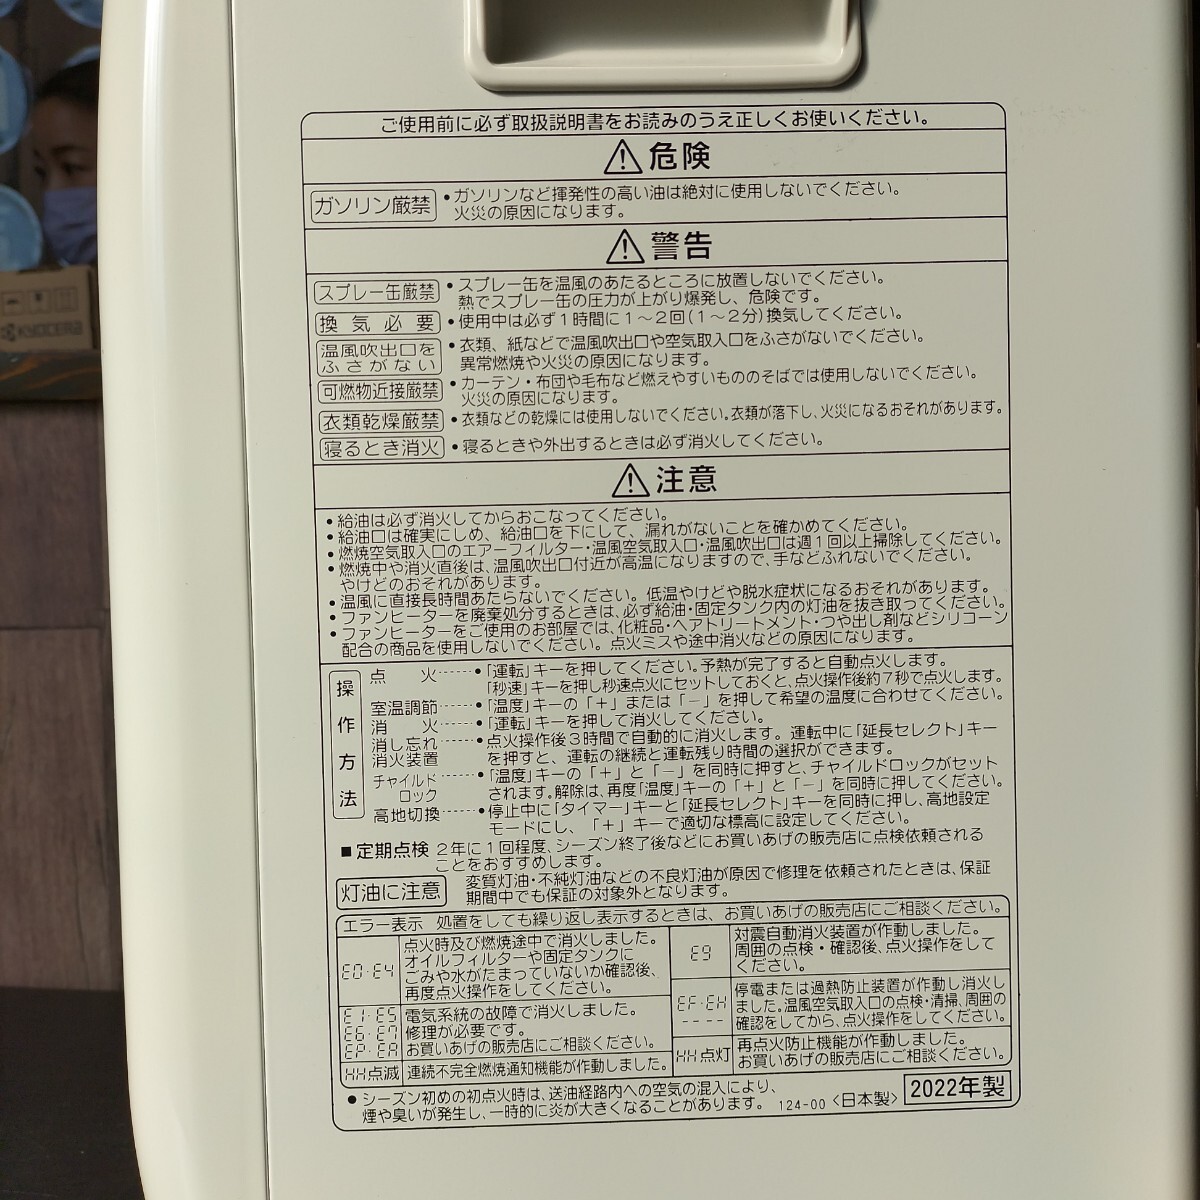 ご使用前に必ず取扱説明書をお読みのうえ正しくお使いください。
危険
ガソリン厳禁
•ガソリンなど揮発性の高い油は絶対に使用しないでください。
火災の原因になります。
警告
スプレー缶厳禁
•スプレー缶を温風のあたるところに放置しないでください。
熱でスプレー缶の圧力が上がり爆発し、危険です。
換気必要
•使用中は必ず1時間に1～2回(1～2分)換気してください。
温風吹出口を
ふさがない
•衣類、紙などで温風吹出口や空気取入口をふさがないでください。
異常燃焼や火災の原因になります。
可燃物近接厳禁
•カーテン・布団や毛布など燃えやすいもののそばでは使用しないでください。
火災の原因になります。
衣類乾燥厳禁
•衣類などの乾燥には使用しないでください。衣類が落下し、火災になるおそれがあります。
寝るとき消火
•寝るときや外出するときは必ず消火してください。
注意
•給油は必ず消火してからおこなってください。
•給油口は確実にしめ、給油口を下にして、漏れがないことを確かめてください。
•燃焼空気取入口のエアーフィルター・温風空気取入口・温風吹出口は週1回以上掃除してください。
•燃焼中や消火直後は、温風吹出口付近が高温になりますので、手などふれないでください。
やけどのおそれがあります。
•温風に直接長時間あたらないでください。低温やけどや脱水症状になるおそれがあります。
•ファンヒーターを廃棄処分するときは、必ず給油・固定タンク内の灯油を抜き取ってください。
•ファンヒーターをご使用のお部屋では、化粧品・ヘアトリートメント・つや出し剤などシリコーン
配合の商品を使用しないでください。点火ミスや途中消火などの原因になります。
操作方法
点火……•「運転」キーを押してください。予熱が完了すると自動点火します。
「秒速」キーを押し秒速点火にセットしておくと、点火操作後約7秒で点火します。
室温調節……•「温度」キーの「＋」または「－」を押して希望の温度に合わせてください。
消火……•「運転」キーを押して消火してください。
消し忘れ……•点火操作後3時間で自動的に消火します。運転中に「延長セレクト」キー
消火装置 を押すと、運転の継続と運転残り時間の選択ができます。
チャイルド……•「温度」キーの「＋」と「－」を同時に押すと、チャイルドロックがセット
ロック されます。解除は、再度「温度」キーの「＋」と「－」を同時に押してください。
高地切換……•停止中に「タイマー」キーと「延長セレクト」キーを同時に押し、高地設定
モードにし、「＋」キーで適切な標高に設定してください。
■定期点検 2年に1回程度、シーズン終了後などにお買いあげの販売店に点検依頼される
ことをおすすめします。
灯油に注意
変質灯油・不純灯油などの不良灯油が原因で修理を依頼されたときは、保証
期間中でも保証の対象外となります。
エラー表示 処置をしても繰り返し表示するときは、お買いあげの販売店にご相談ください。
E0・E4
点火時及び燃焼途中で消火しました。
オイルフィルターや固定タンクに
ごみや水がたまっていないか確認後、
再度点火操作をしてください。
E1・E5
E6・E7
EP・EA
電気系統の故障で消火しました。
修理が必要です。
お買いあげの販売店にご相談ください。
HH点滅
連続不完全燃焼通知機能が作動しました。
E9
対震自動消火装置が作動しました。
周囲の点検・確認後、点火操作をして
ください。
EF・EH
----
停電または過熱防止装置が作動し消火し
ました。温風空気取入口の点検・清掃、周囲の
確認をしてから、点火操作をしてください。
HH点灯
再点火防止機能が作動しました。
お買いあげの販売店にご相談ください。
•シーズン初めの初点火時は、送油経路内への空気の混入により、
煙や臭いが発生し、一時的に炎が大きくなることがあります。 124-00 〈日本製〉 2022年製